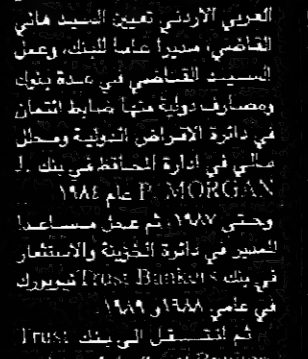 العربي الاردني تعيين السيد هاني
القاضي، مديرا عاما للبنك، وعمل
السيد القاضي في عدة بنوك
ومصارف دولية منها ضابط ائتمان
في دائرة الاقراض الدولية ومحلل
مالي في ادارة المحافظ في بنك .J
P. MORGAN عام ١٩٨٤
وحتى ١٩٨٧، ثم عمل مساعدا
للمدير في دائرة الخزينة والاستثمار
في بنك Trust Bankers نيويورك
في عامي ١٩٨٨ و ١٩٨٩.
ثم انتقل الى بنك Trust